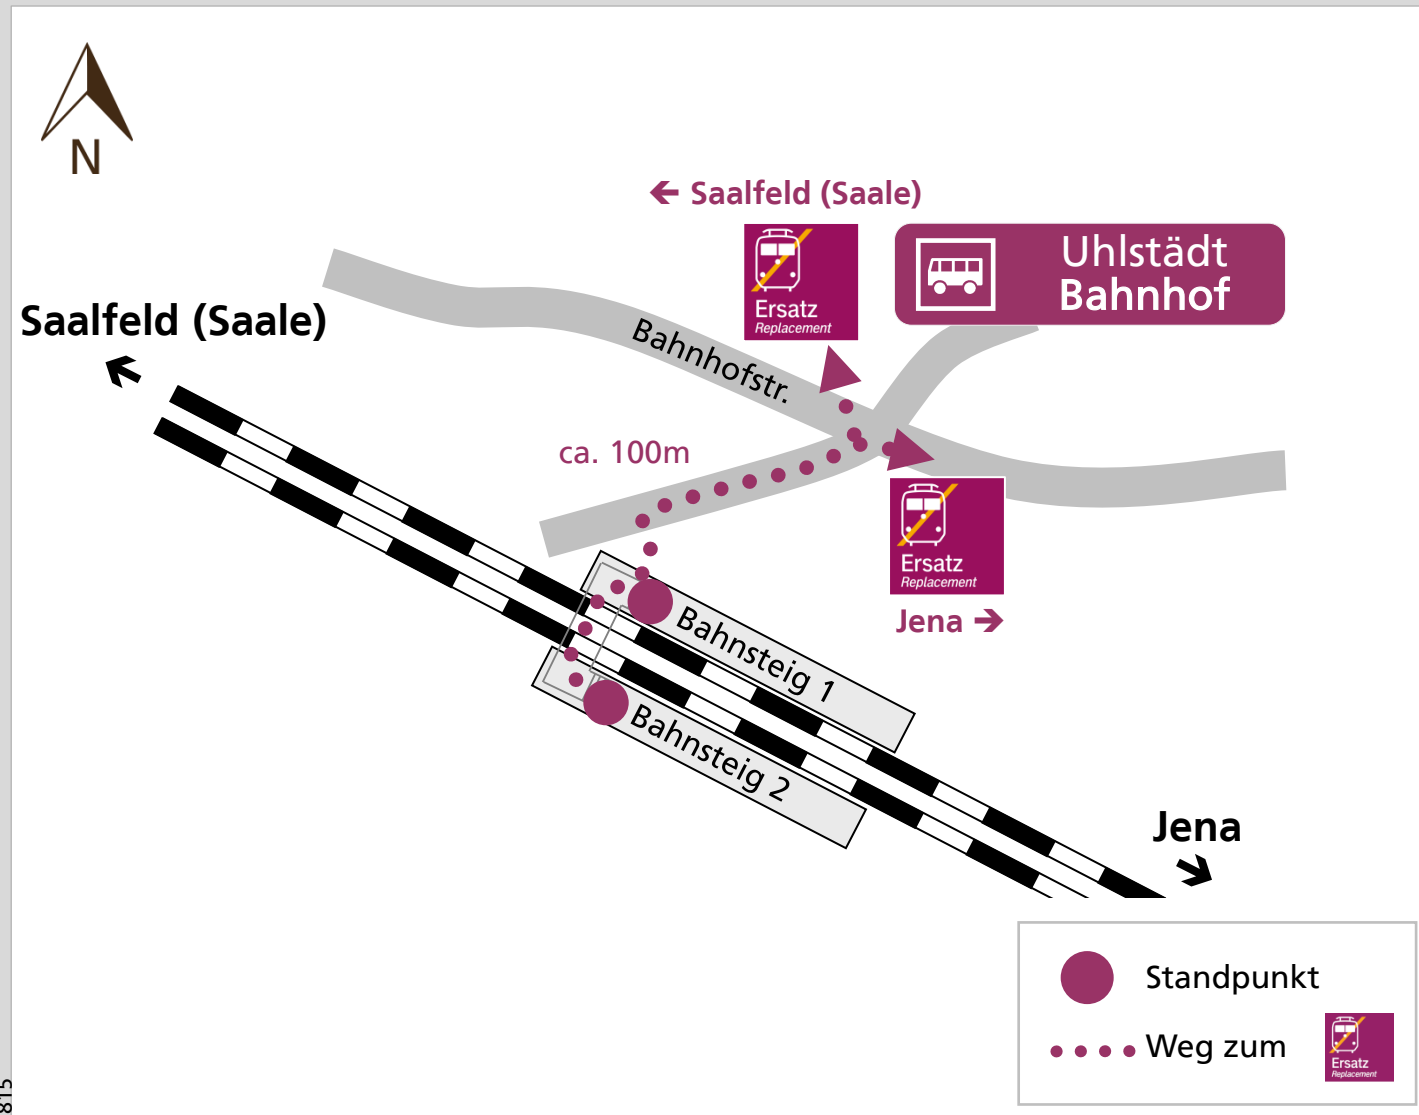 N
← Saalfeld (Saale)
Ersatz
Replacement
Uhlstädt
Bahnhof
Saalfeld (Saale)
Bahnhofstr.
ca. 100m
Ersatz
Replacement
Jena →
Bahnsteig 1
Bahnsteig 2
Jena
Standpunkt
Weg zum
Ersatz
Replacement
815